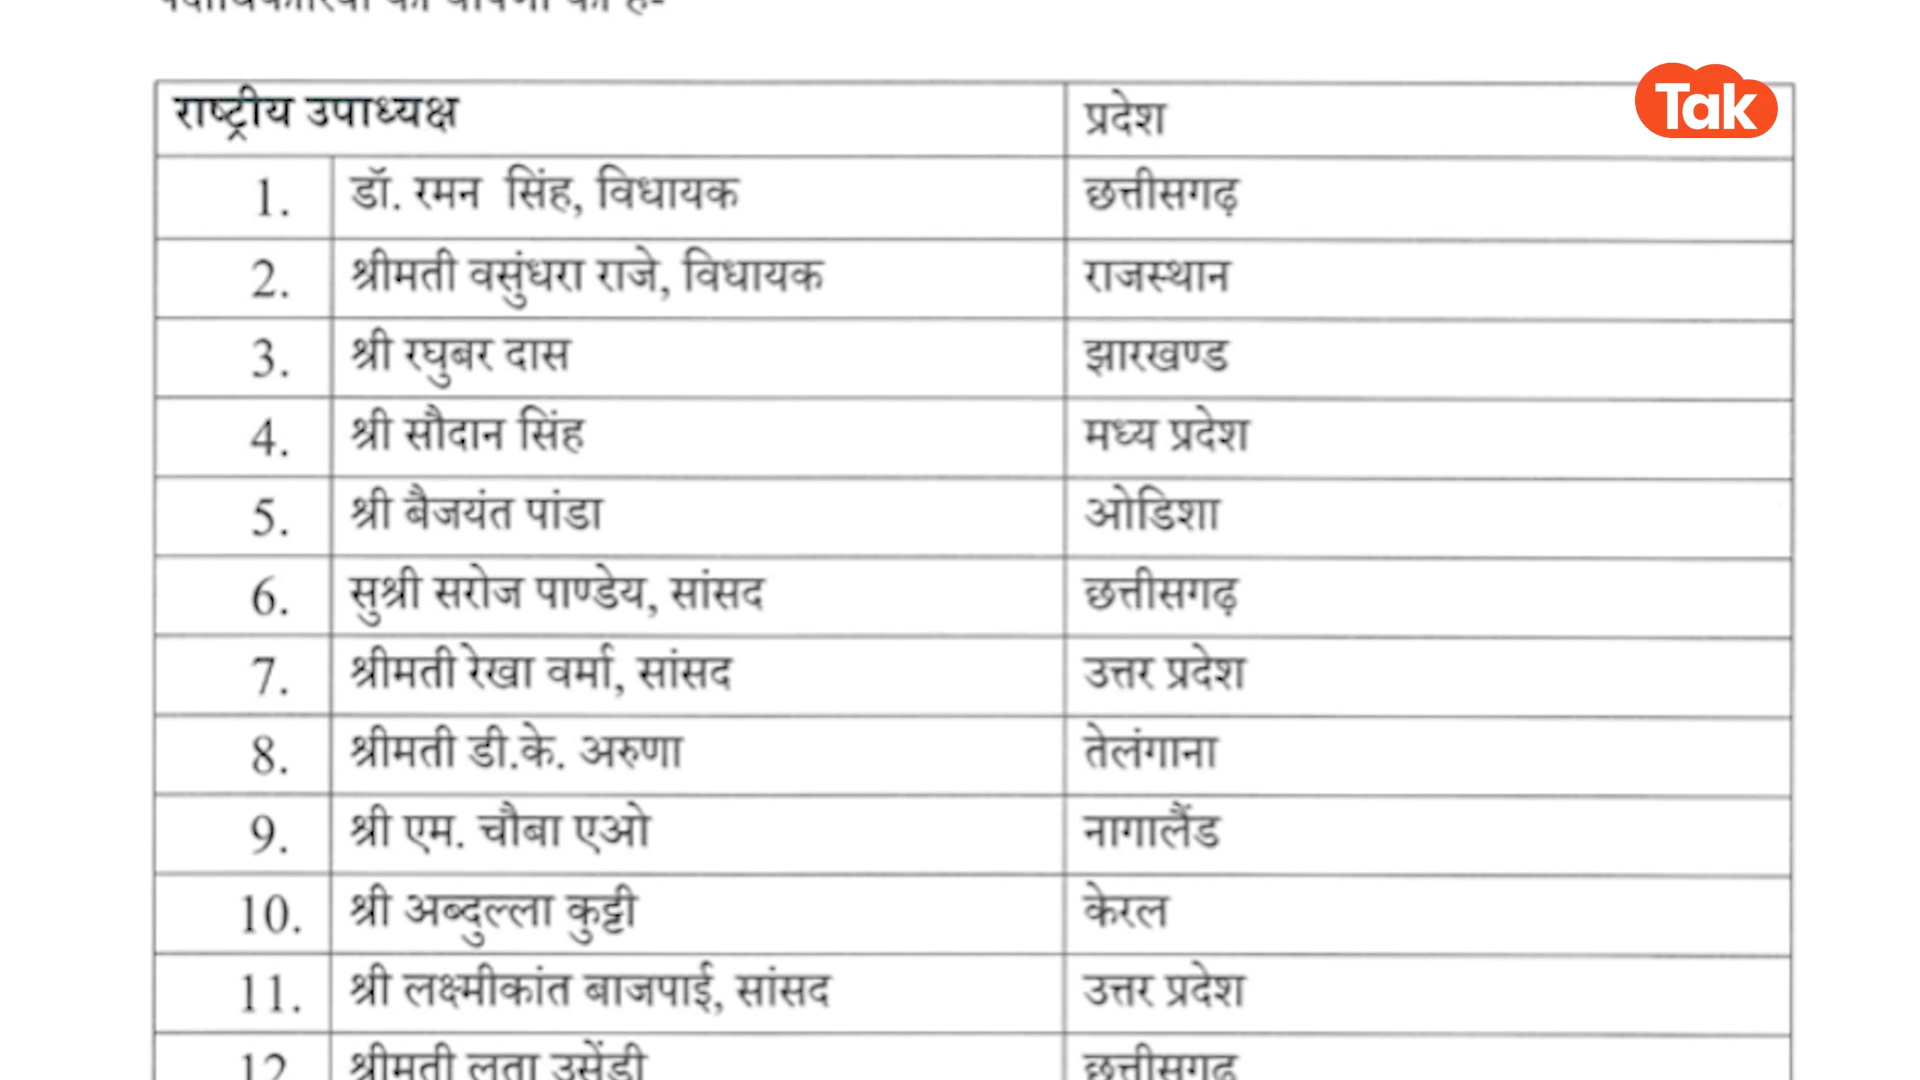 पदाधिकारियों की घोषणा की है-
राष्ट्रीय उपाध्यक्ष प्रदेश
Tak
1. डॉ. रमन सिंह, विधायक छत्तीसगढ़
2. श्रीमती वसुंधरा राजे, विधायक राजस्थान
3. श्री रघुबर दास झारखण्ड
4. श्री सौदान सिंह मध्य प्रदेश
5. श्री बैजयंत पांडा ओडिशा
6. सुश्री सरोज पाण्डेय, सांसद छत्तीसगढ़
7. श्रीमती रेखा वर्मा, सांसद उत्तर प्रदेश
8. श्रीमती डी.के. अरुणा तेलंगाना
9. श्री एम. चौबा एओ नागालैंड
10. श्री अब्दुल्ला कुट्टी केरल
11. श्री लक्ष्मीकांत बाजपाई, सांसद उत्तर प्रदेश
12. श्रीमती लता उसेंडी छत्तीसगढ़